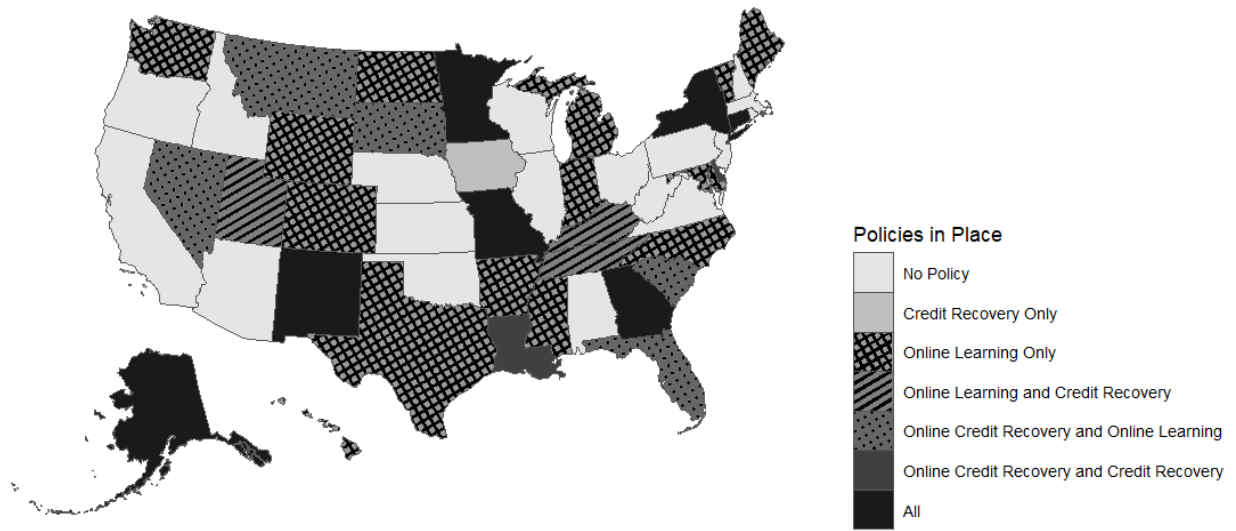 Policies in Place
No Policy
Credit Recovery Only
Online Learning Only
Online Learning and Credit Recovery
Online Credit Recovery and Online Learning
Online Credit Recovery and Credit Recovery
All